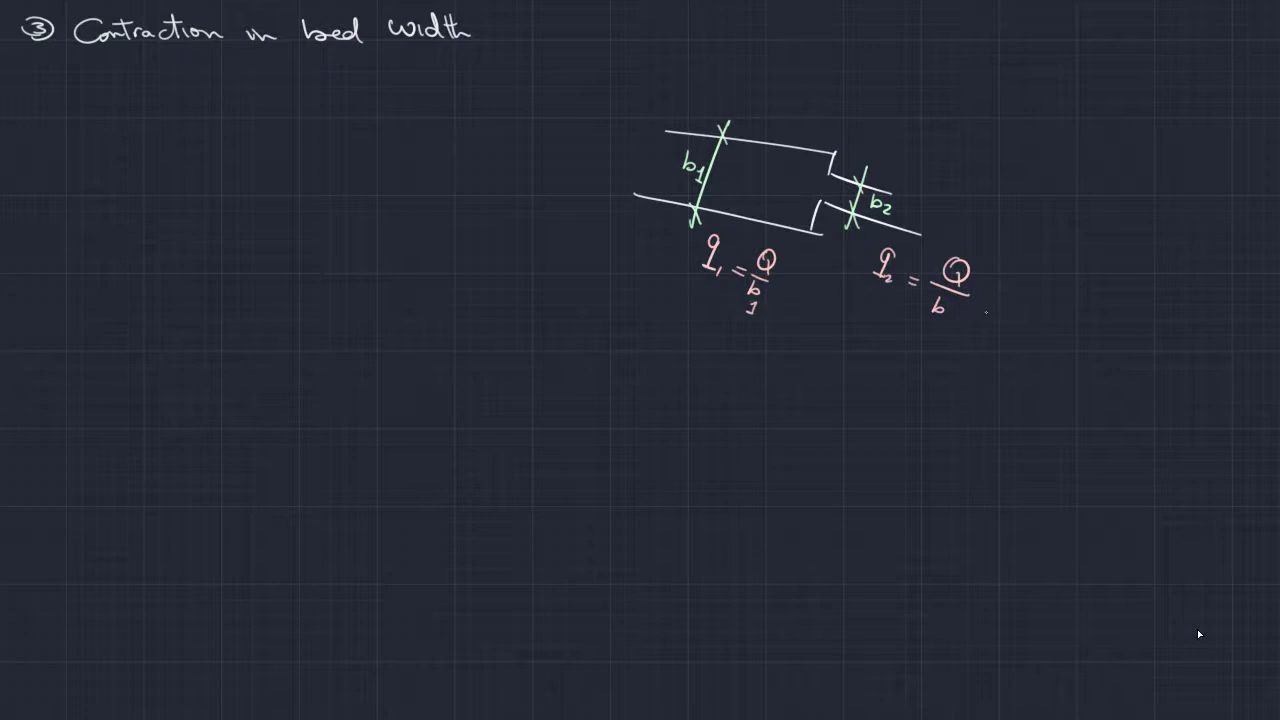 ③ Contraction in bed width
b₁
b₂
q₁ = Q/b₁
q₂ = Q/b